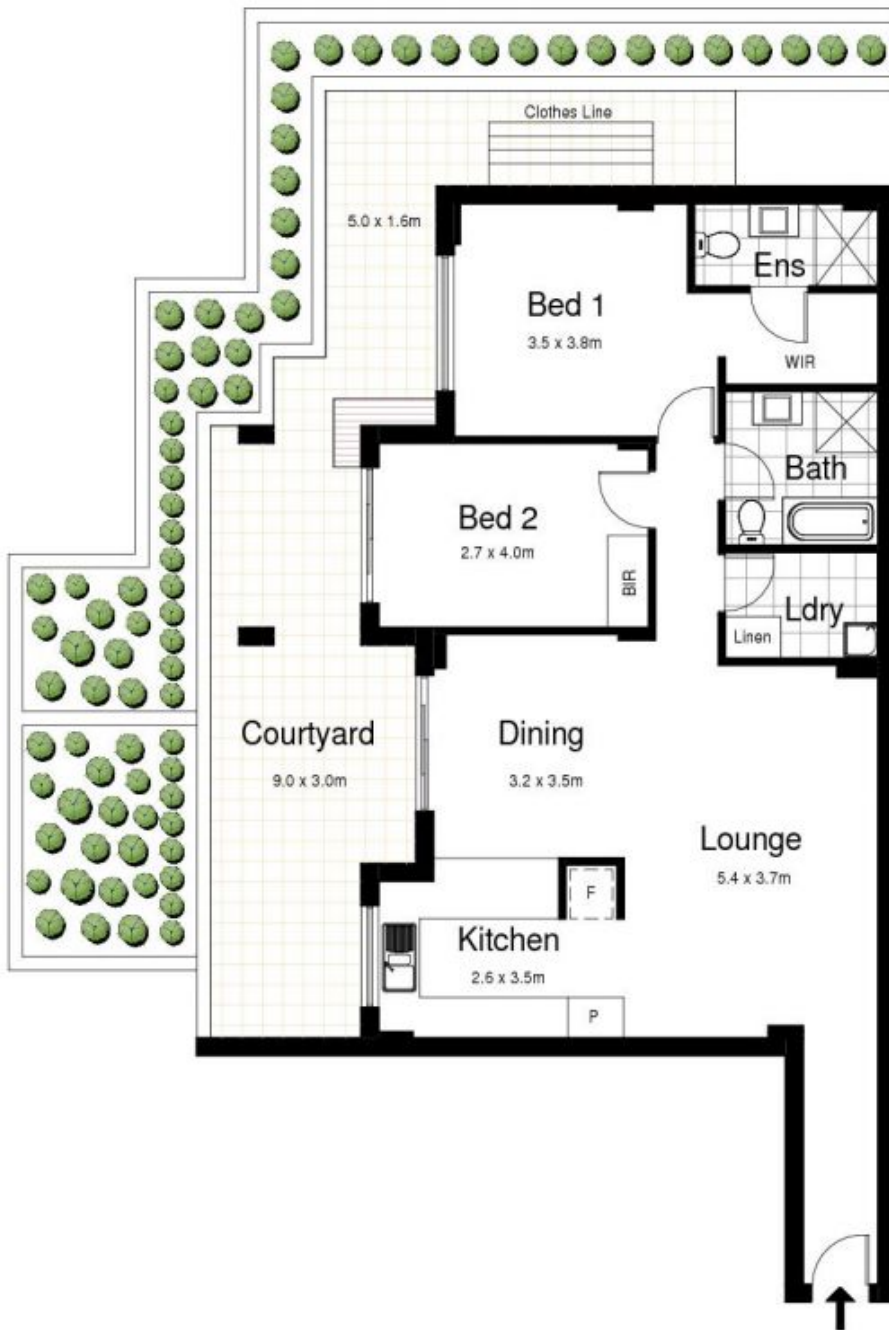 Clothes Line
5.0 x 1.6m
Ens
Bed 1
3.5 x 3.8m
WIR
Bath
Bed 2
2.7 x 4.0m
BIR
Ldry
Linen
Courtyard
9.0 x 3.0m
Dining
3.2 x 3.5m
Lounge
5.4 x 3.7m
F
Kitchen
2.6 x 3.5m
P